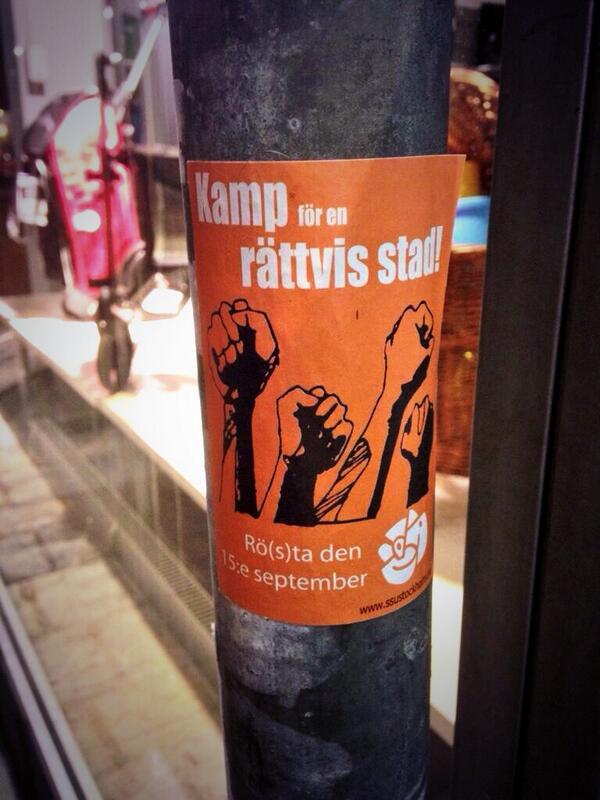 Kamp för en
rättvis stad!
Rö(s)ta den
15:e september